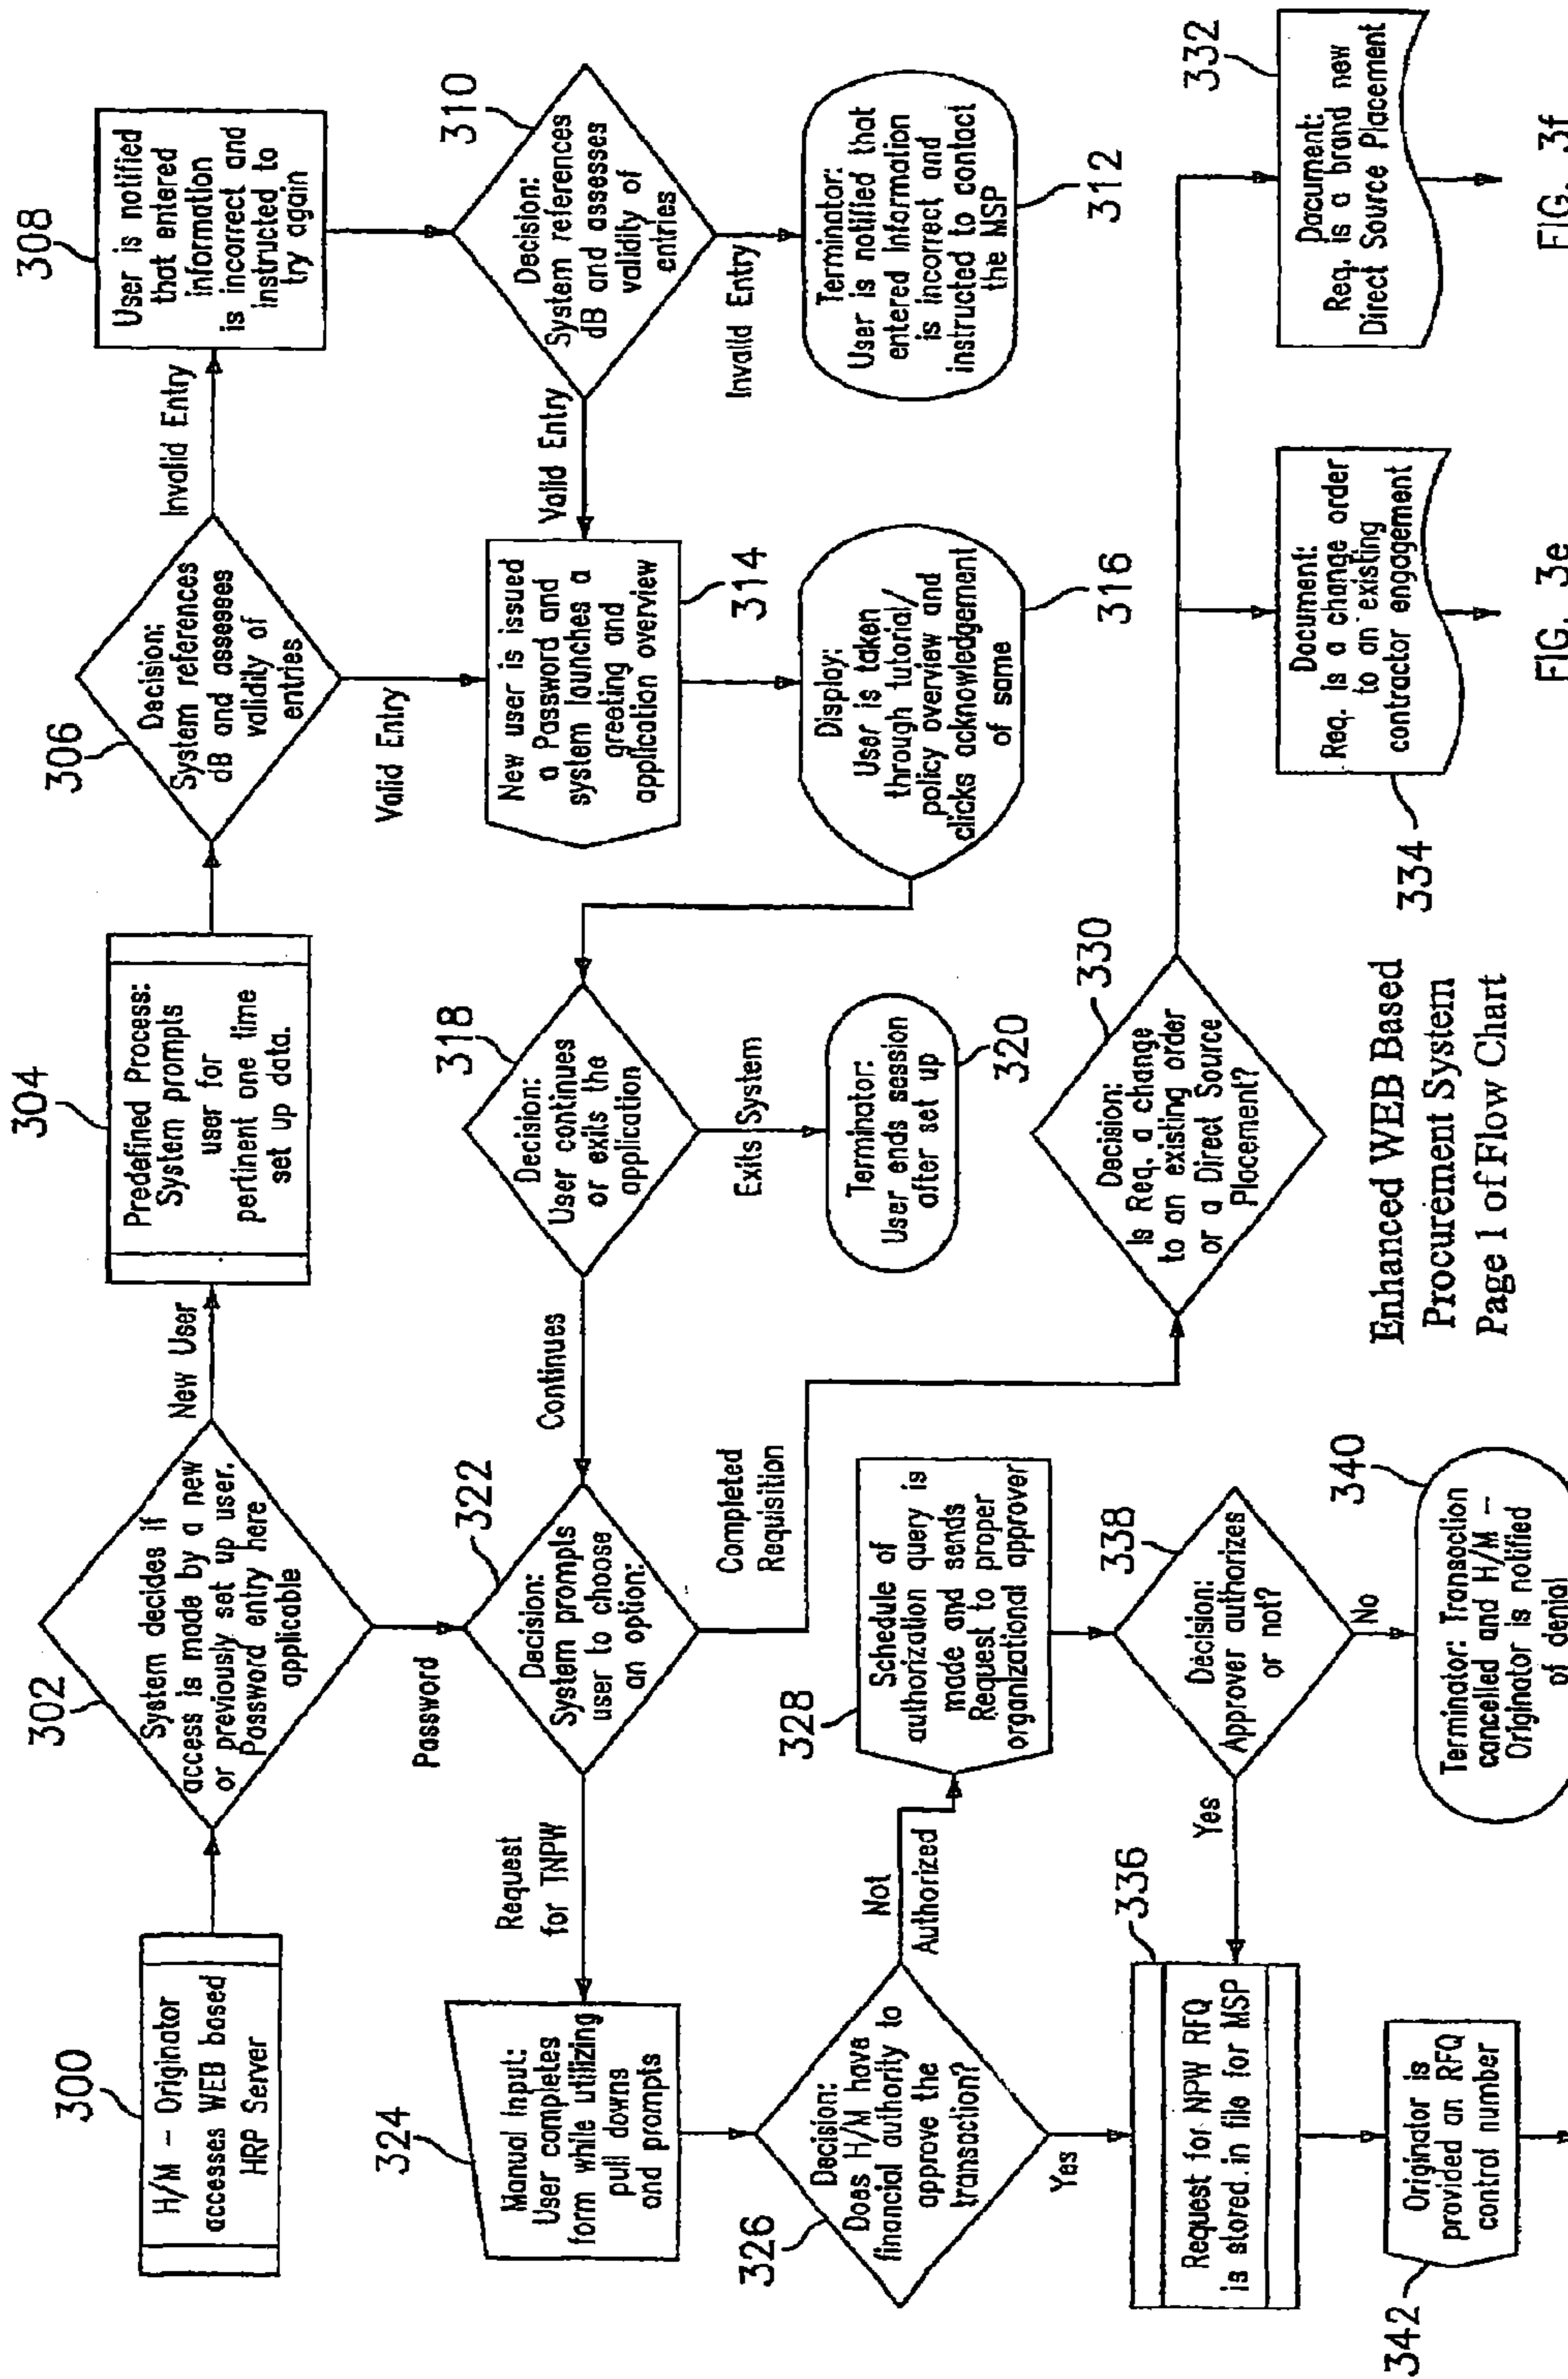 300
H/M - Originator
accesses WEB based
HRP Server
302
System decides if
access is made by a new
or previously set up user.
Password entry here
applicable
New User
Password
304
Predefined Process:
System prompts
user for
pertinent one time
set up data.
306
Decision:
System references
dB and assesses
validity of
entries
Invalid Entry
Valid Entry
308
User is notified
that entered
information
is incorrect and
instructed to
try again
310
Decision:
System references
dB and assesses
validity of
entries
Valid Entry
Invalid Entry
Terminator:
User is notified that
entered Information
is incorrect and
instructed to contact
the MSP
312
New user is issued
a Password and
system launches a
greeting and
application overview
314
Display:
User is taken
through tutorial/
policy overview and
clicks acknowledgement
of same
316
318
Decision:
User continues
or exits the
application
Continues
Exits System
Terminator:
User ends session
after set up
320
322
Decision:
System prompts
user to choose
an option:
Request
for TNPW
Completed
Requisition
324
Manual Input:
User completes
form while utilizing
pull downs
and prompts
326
Decision:
Does H/M have
financial authority to
approve the
transaction?
Not
Authorized
Yes
328
Schedule of
authorization query is
made and sends
Request to proper
organizational approver
338
Decision:
Approver authorizes
or not?
Yes
No
340
Terminator: Transaction
cancelled and H/M -
Originator is notified
of denial
336
Request for NPW RFQ
is stored in file for MSP
Originator is
provided an RFQ
control number
342
330
Decision:
Is Req. a change
to an existing order
or a Direct Source
Placement?
332
Document:
Req. is a brand new
Direct Source Placement
Document:
Req. is a change order
to an existing
contractor engagement
334
FIG. 3f
FIG. 3e
Enhanced WEB Based
Procurement System
Page 1 of Flow Chart